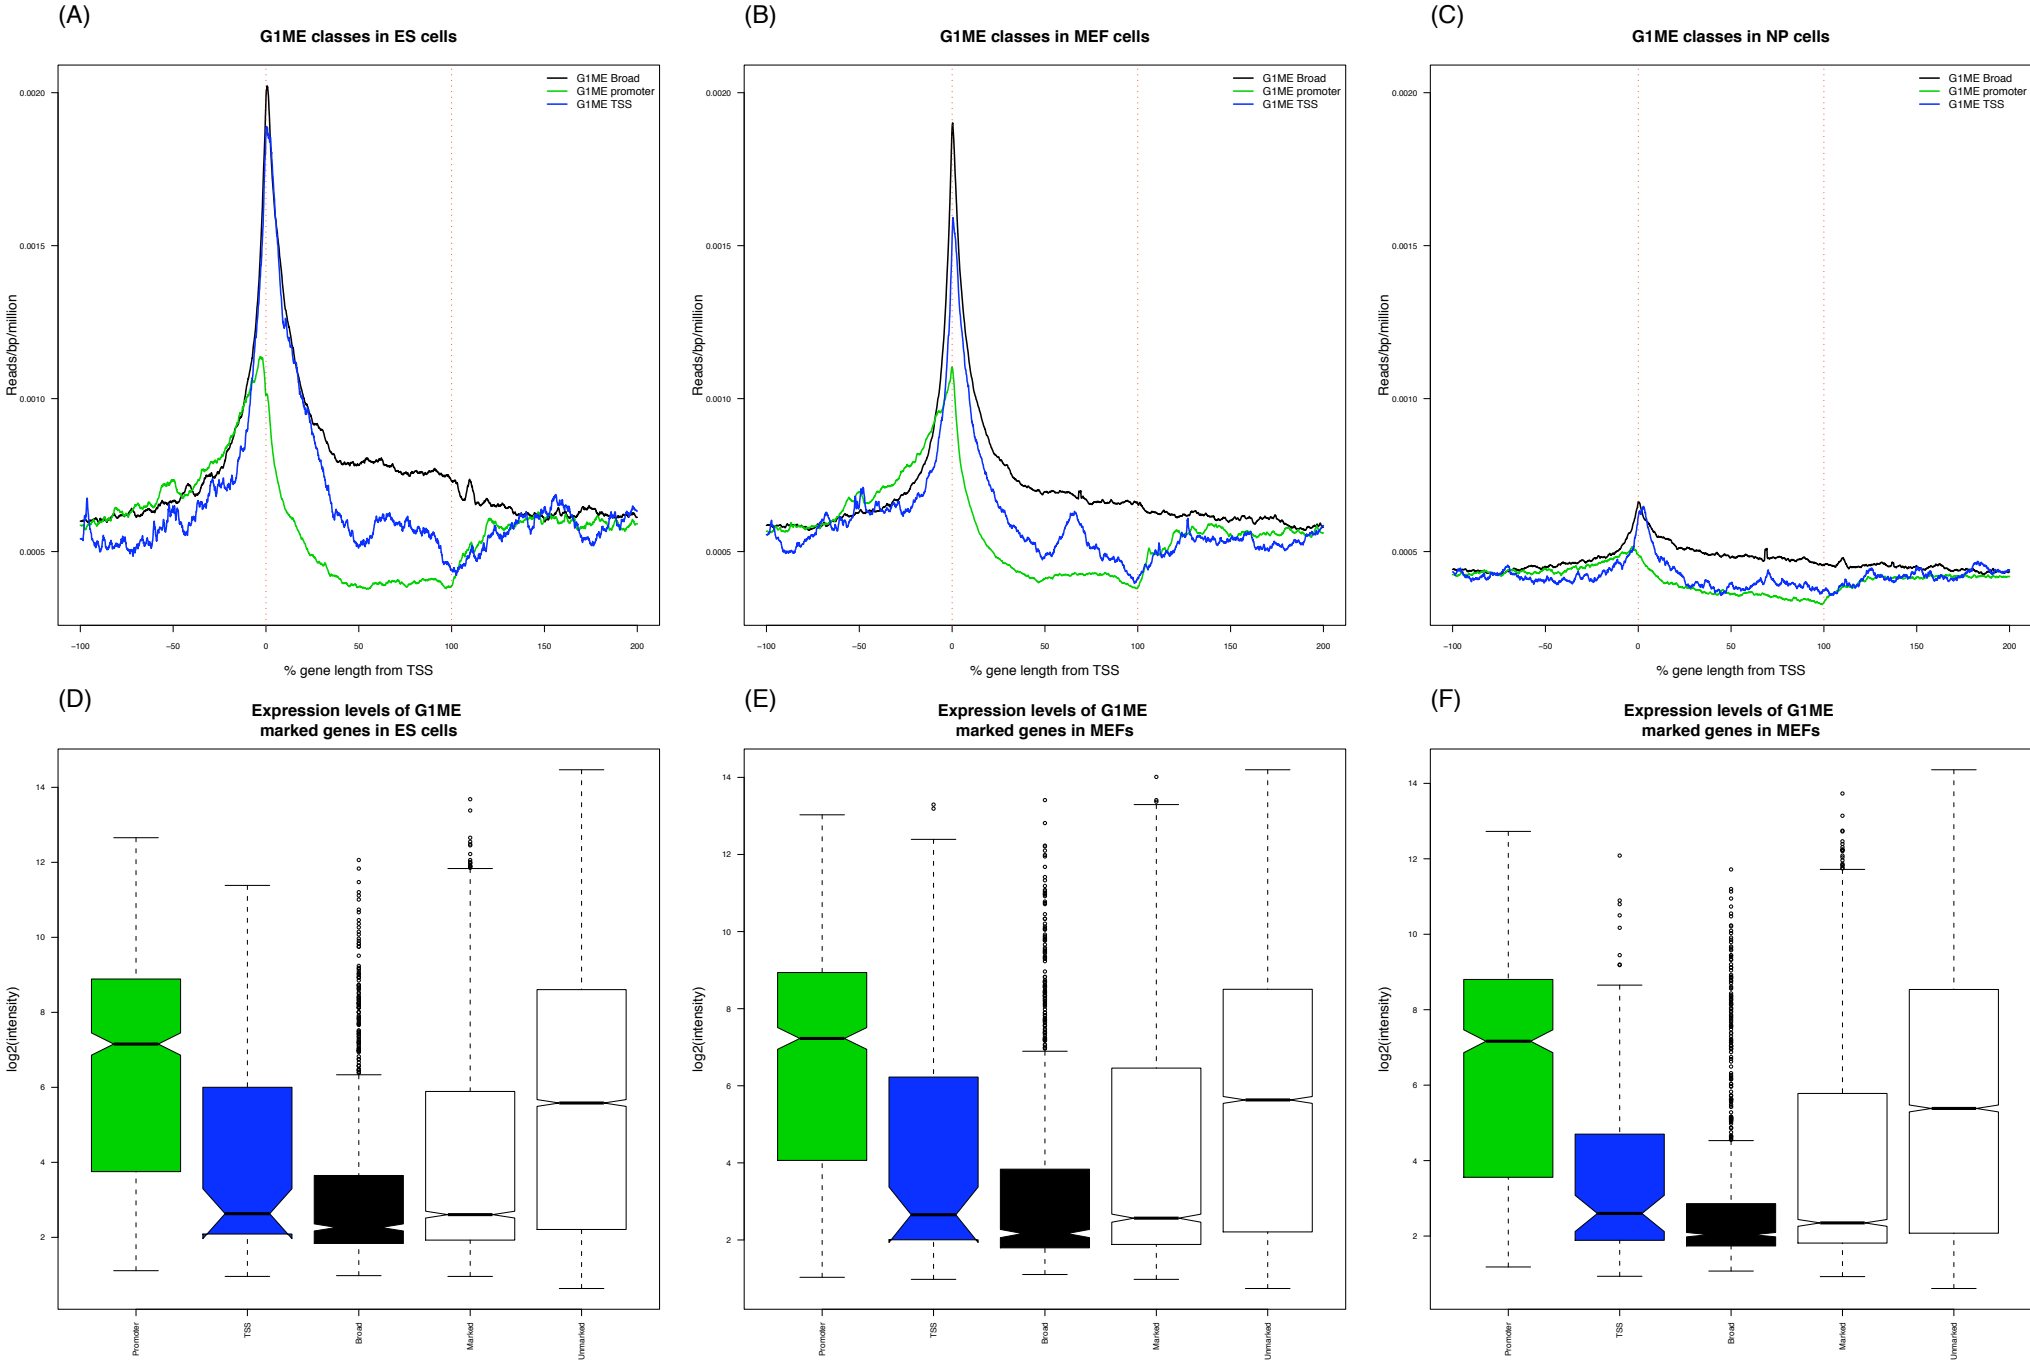 (A)
G1ME classes in ES cells
G1ME Broad
G1ME promoter
G1ME TSS
0.0020
0.0015
0.0010
0.0005
Reads/bp/million
−100
−50
0
50
100
150
200
% gene length from TSS
(B)
G1ME classes in MEF cells
G1ME Broad
G1ME promoter
G1ME TSS
0.0020
0.0015
0.0010
0.0005
Reads/bp/million
−100
−50
0
50
100
150
200
% gene length from TSS
(C)
G1ME classes in NP cells
G1ME Broad
G1ME promoter
G1ME TSS
0.0020
0.0015
0.0010
0.0005
Reads/bp/million
−100
−50
0
50
100
150
200
% gene length from TSS
(D)
Expression levels of G1ME
marked genes in ES cells
14
12
10
8
6
4
2
log2(intensity)
Promoter
TSS
Broad
Marked
Unmarked
(E)
Expression levels of G1ME
marked genes in MEFs
14
12
10
8
6
4
2
log2(intensity)
Promoter
TSS
Broad
Marked
Unmarked
(F)
Expression levels of G1ME
marked genes in MEFs
14
12
10
8
6
4
2
log2(intensity)
Promoter
TSS
Broad
Marked
Unmarked